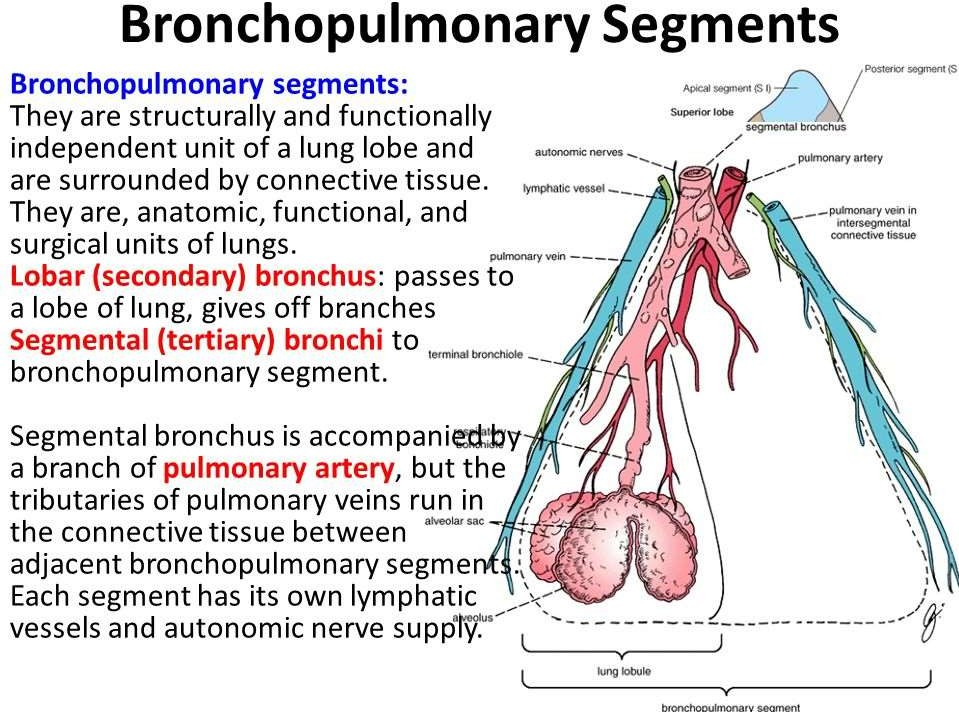 Bronchopulmonary Segments
Bronchopulmonary segments:
They are structurally and functionally
independent unit of a lung lobe and
are surrounded by connective tissue.
They are, anatomic, functional, and
surgical units of lungs.
Lobar (secondary) bronchus: passes to
a lobe of lung, gives off branches
Segmental (tertiary) bronchi to
bronchopulmonary segment.
Segmental bronchus is accompanied by
a branch of pulmonary artery, but the
tributaries of pulmonary veins run in
the connective tissue between
adjacent bronchopulmonary segments.
Each segment has its own lymphatic
vessels and autonomic nerve supply.
Posterior segment (S
Apical segment (S I)
Superior lobe
segmental bronchus
autonomic nerves
pulmonary artery
lymphatic vessel
pulmonary vein in
intersegmental
connective tissue
pulmonary vein
terminal bronchiole
respiratory
alveolar sac
alveolus
lung lobule
bronchopulmonary segment